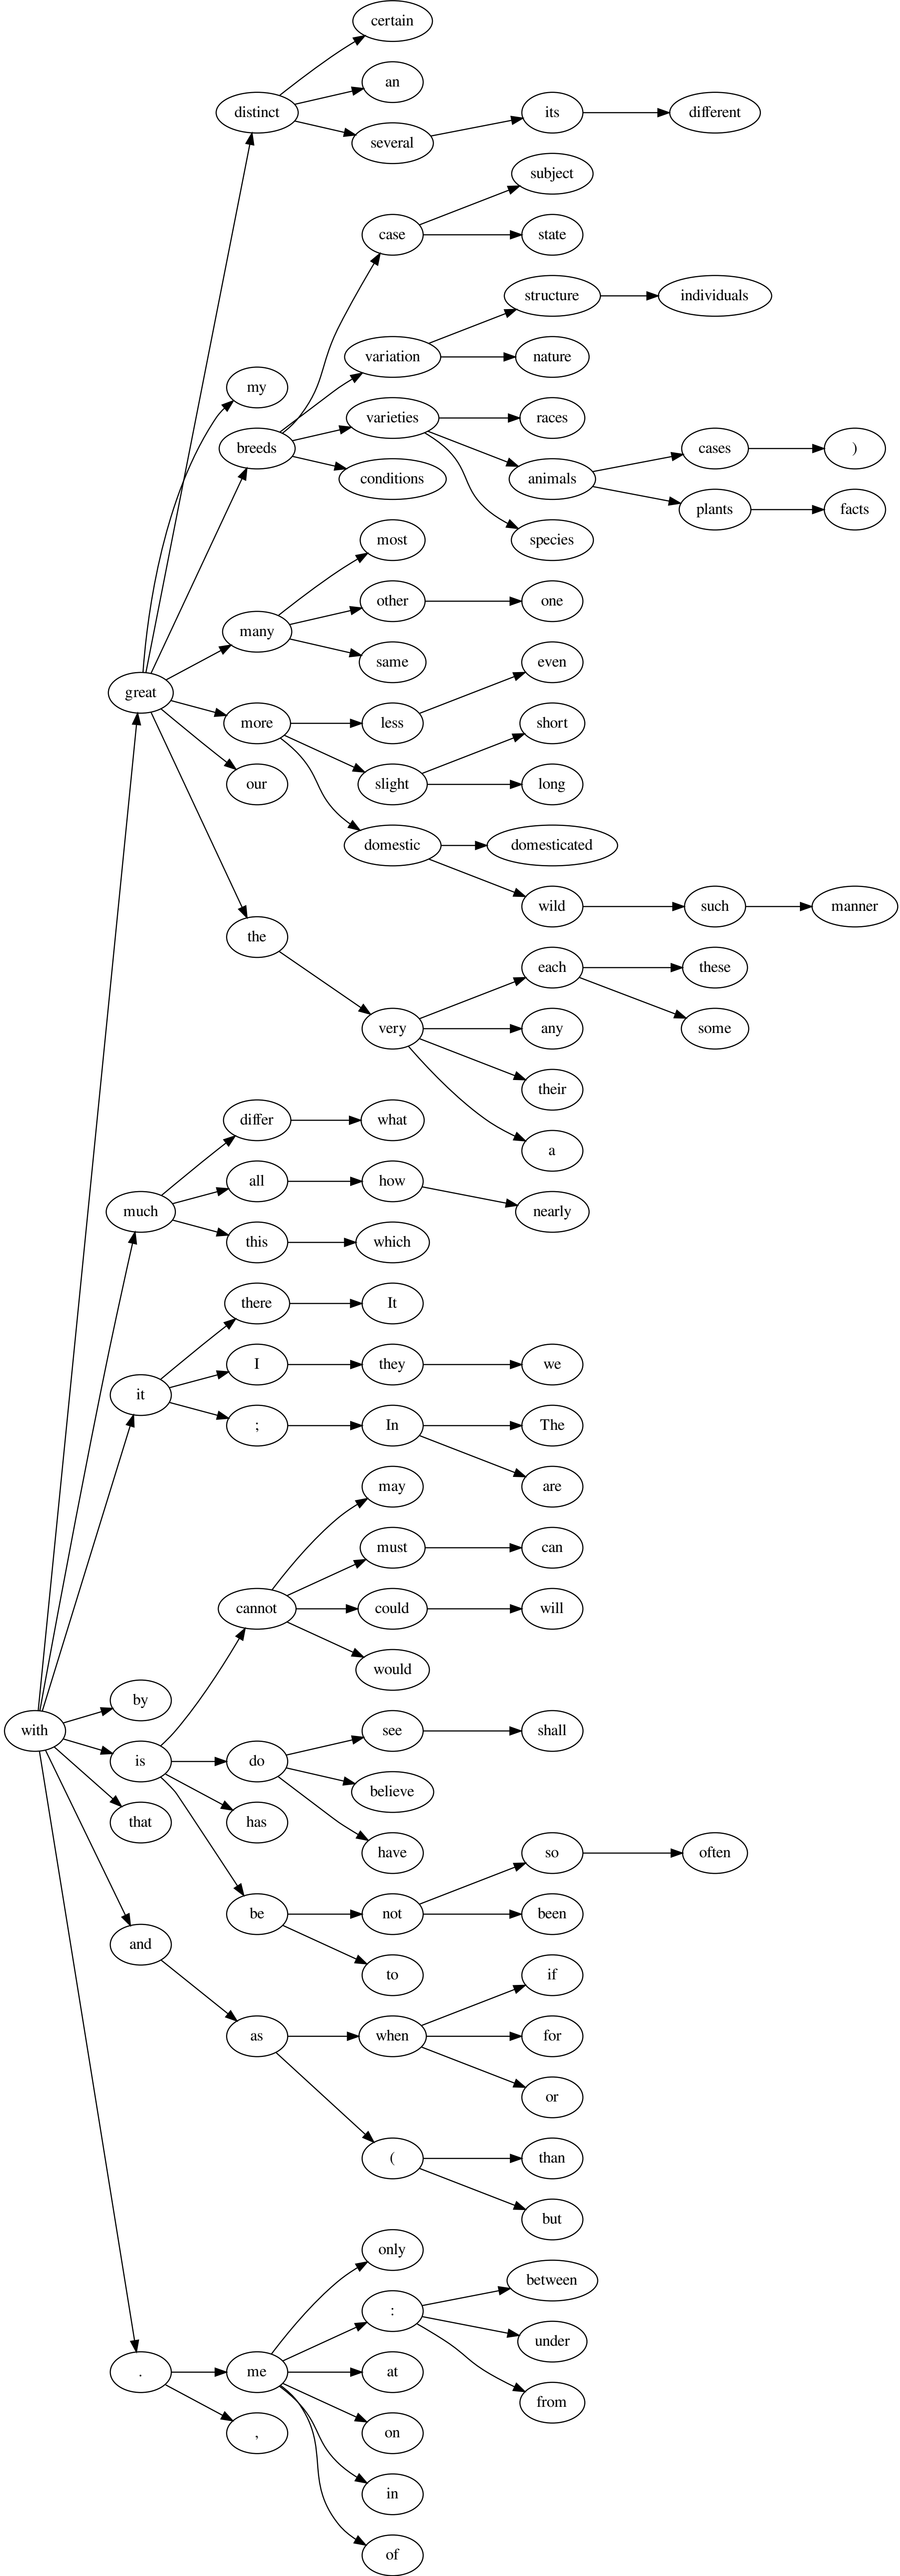 certain
an
distinct its different
several
subject
case state
structure individuals
variation nature
my
varieties races
breeds cases )
conditions animals
plants facts
most species
other one
many
same even
great
more less short
our slight long
domestic domesticated
wild such manner
the
each these
very any some
their
differ what a
all how
much nearly
this which
there It
I they we
it
; In The
may are
must can
cannot could will
would
by
with see shall
is do
believe
that has
have so often
be not been
and
to if
as when for
or
( than
but
only
between
:
under
. me at
from
, on
in
of